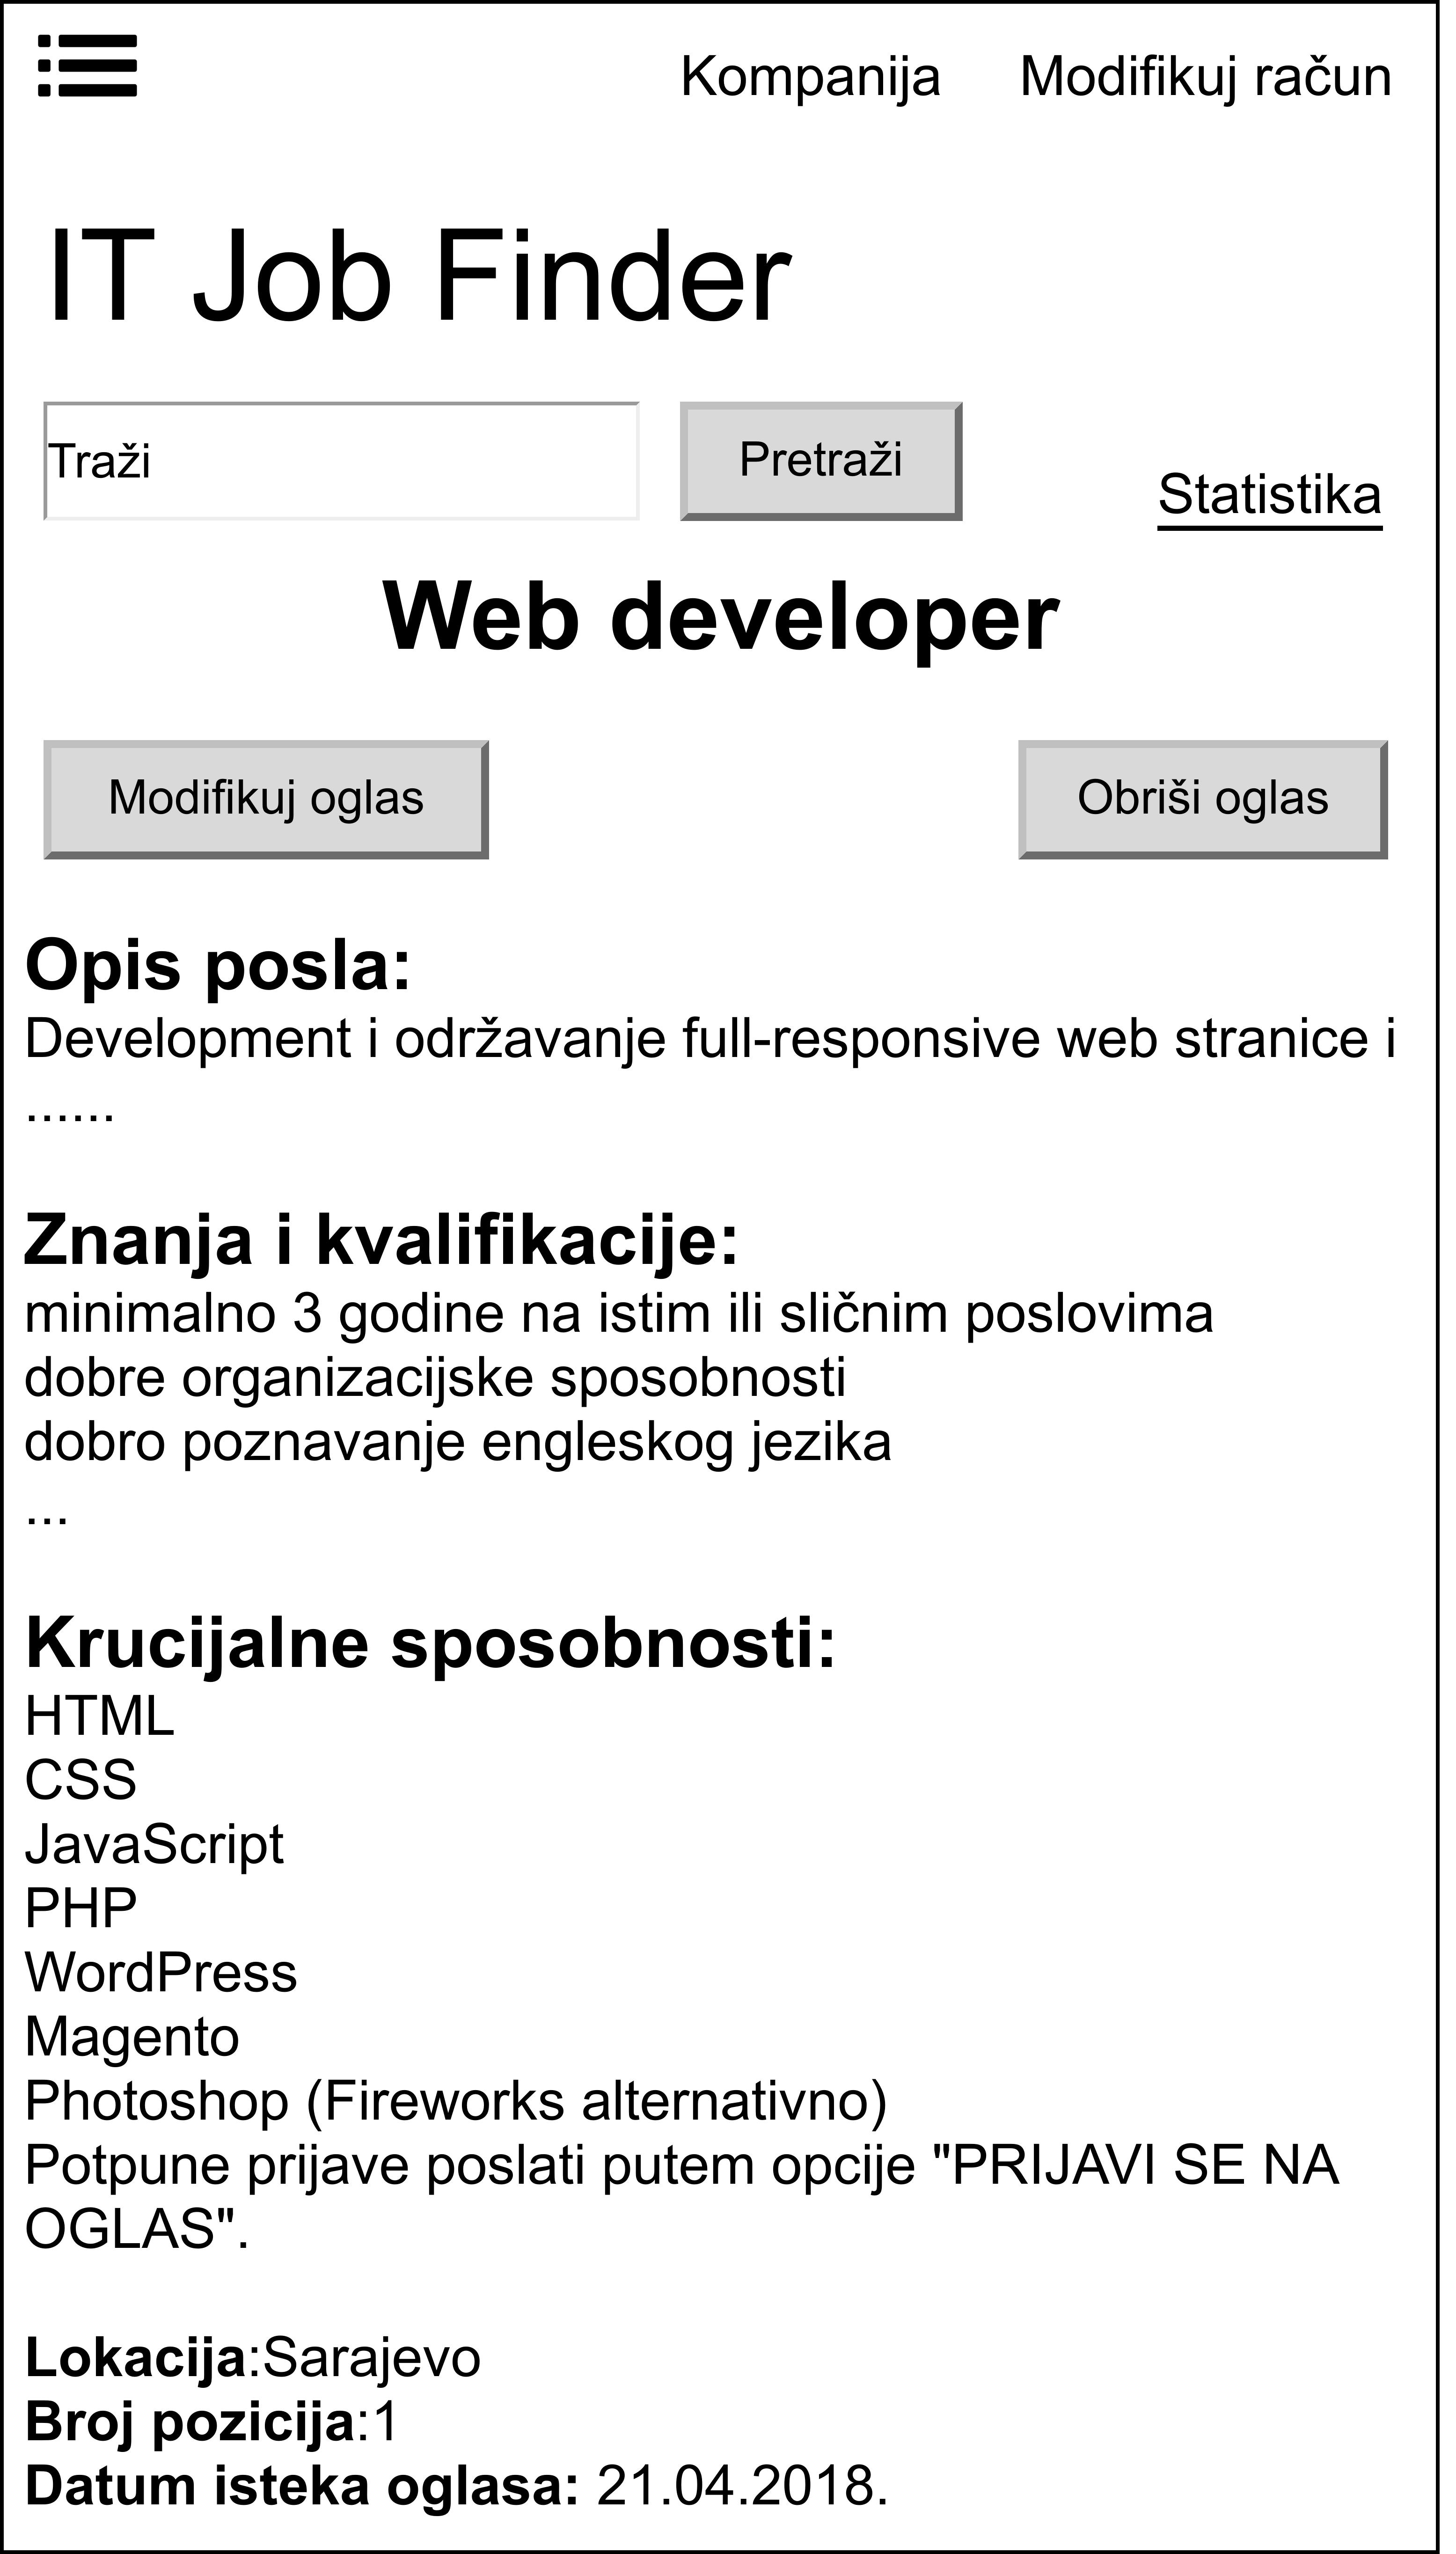 Kompanija Modifikuj račun
IT Job Finder
Traži Pretraži
Statistika
Web developer
Modifikuj oglas Obriši oglas
Opis posla:
Development i održavanje full-responsive web stranice i
......
Znanja i kvalifikacije:
minimalno 3 godine na istim ili sličnim poslovima
dobre organizacijske sposobnosti
dobro poznavanje engleskog jezika
...
Krucijalne sposobnosti:
HTML
CSS
JavaScript
PHP
WordPress
Magento
Photoshop (Fireworks alternativno)
Potpune prijave poslati putem opcije "PRIJAVI SE NA
OGLAS".
Lokacija:Sarajevo
Broj pozicija:1
Datum isteka oglasa: 21.04.2018.